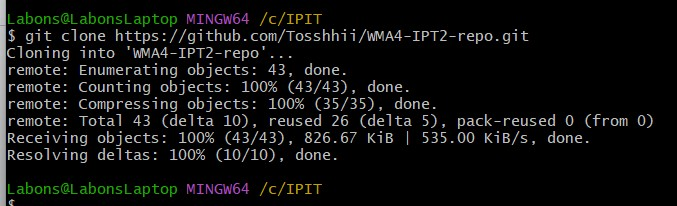 Labons@LabonsLaptop MINGW64 /c/IPIT
$ git clone https://github.com/Tosshhii/WMA4-IPT2-repo.git
Cloning into 'WMA4-IPT2-repo'...
remote: Enumerating objects: 43, done.
remote: Counting objects: 100% (43/43), done.
remote: Compressing objects: 100% (35/35), done.
remote: Total 43 (delta 10), reused 26 (delta 5), pack-reused 0 (from 0)
Receiving objects: 100% (43/43), 826.67 KiB | 535.00 KiB/s, done.
Resolving deltas: 100% (10/10), done.
Labons@LabonsLaptop MINGW64 /c/IPIT
$